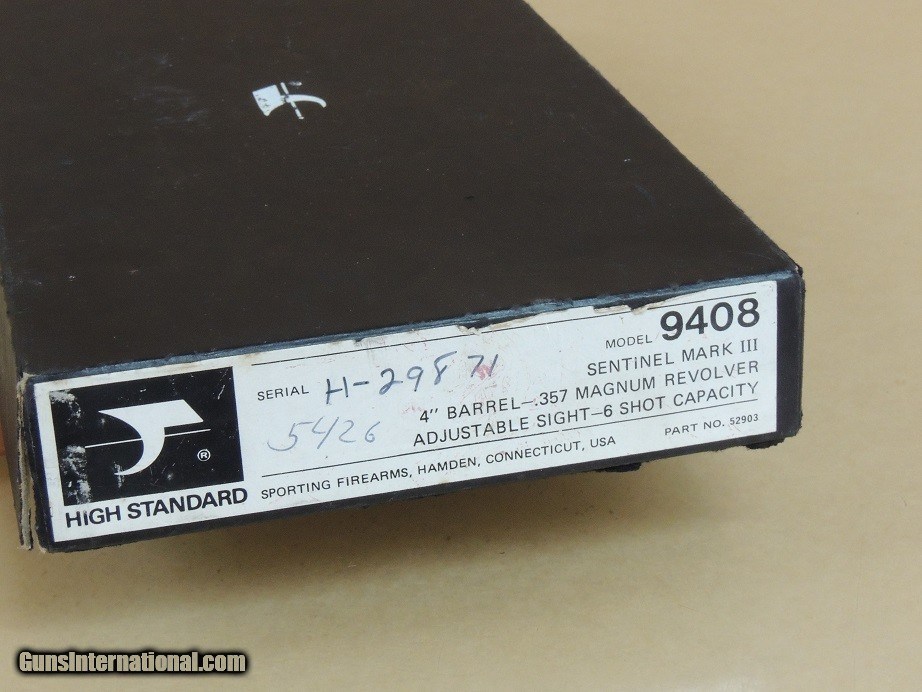 MODEL 9408
SERIAL H-29871 SENTINEL MARK III
4" BARREL-.357 MAGNUM REVOLVER
5426 ADJUSTABLE SIGHT-6 SHOT CAPACITY
®
HIGH STANDARD SPORTING FIREARMS, HAMDEN, CONNECTICUT, USA PART NO. 52903
GunsInternational.com